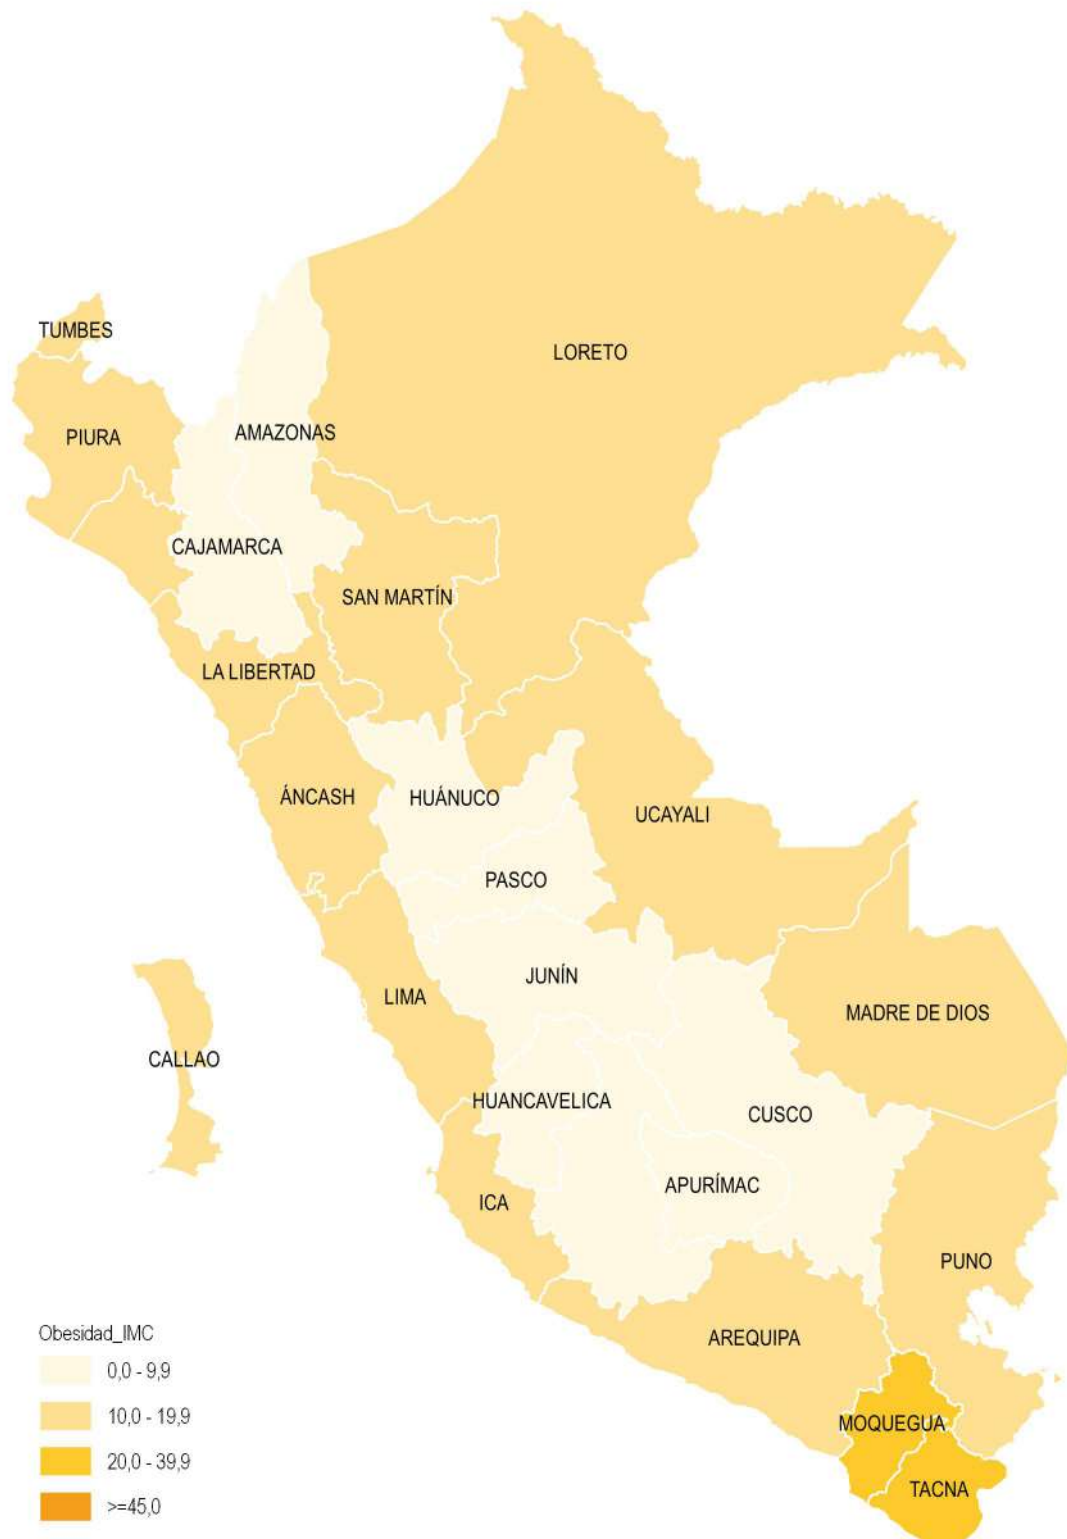 TUMBES
LORETO
PIURA
AMAZONAS
CAJAMARCA
SAN MARTÍN
LA LIBERTAD
ÁNCASH
HUÁNUCO
UCAYALI
PASCO
JUNÍN
LIMA
MADRE DE DIOS
CALLAO
HUANCAVELICA
CUSCO
APURÍMAC
ICA
PUNO
AREQUIPA
MOQUEGUA
TACNA
Obesidad_IMC
0,0 - 9,9
10,0 - 19,9
20,0 - 39,9
>=45,0